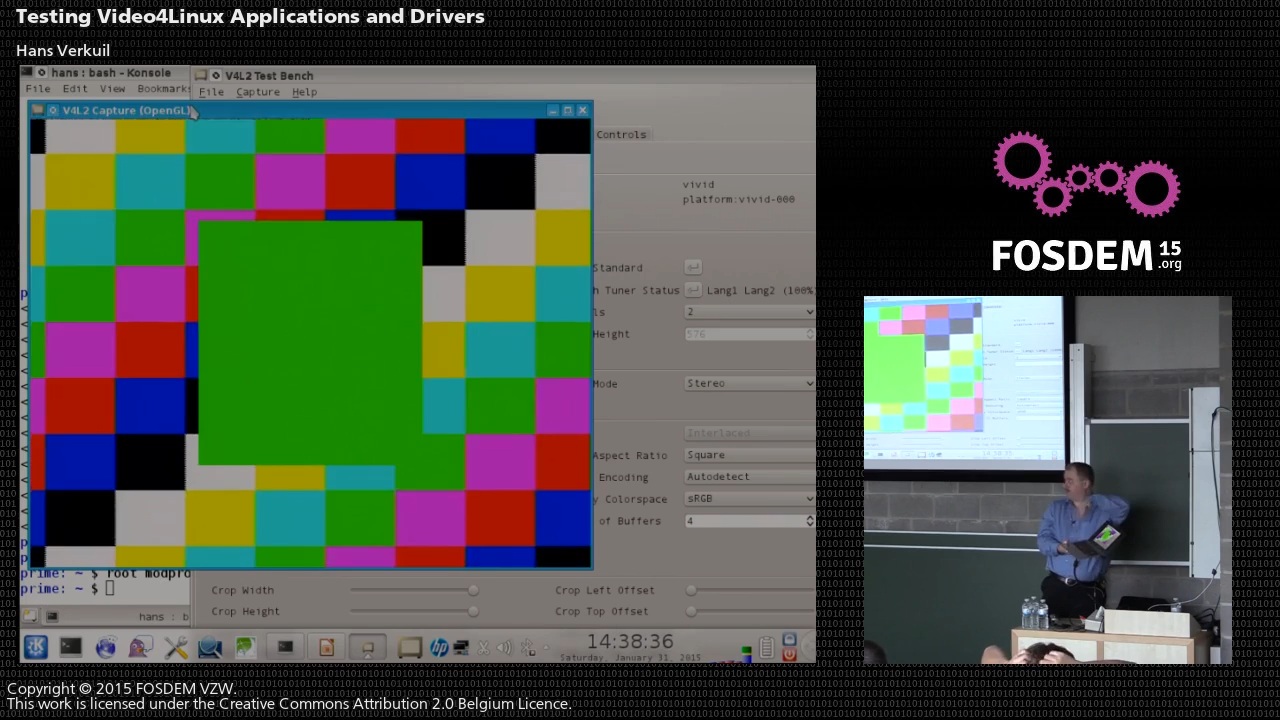 Testing Video4Linux Applications and Drivers
Hans Verkuil
hans : bash - Konsole
File Edit View Bookmarks
V4L2 Test Bench
File Capture Help
V4L2 Capture (OpenGL)
Controls
vivid
platform:vivid-000
Standard
Tuner Status Lang1 Lang2 (100%
2
Height 576
Mode Stereo
Interlaced
Aspect Ratio Square
Encoding Autodetect
Colorspace sRGB
of Buffers 4
prime: ~ $ root modpro
prime: ~ $
Crop Width Crop Left Offset
Crop Height Crop Top Offset
hans : b
14:38:36
Saturday, January 31, 2015
FOSDEM 15
.org
Copyright © 2015 FOSDEM VZW.
This work is licensed under the Creative Commons Attribution 2.0 Belgium Licence.